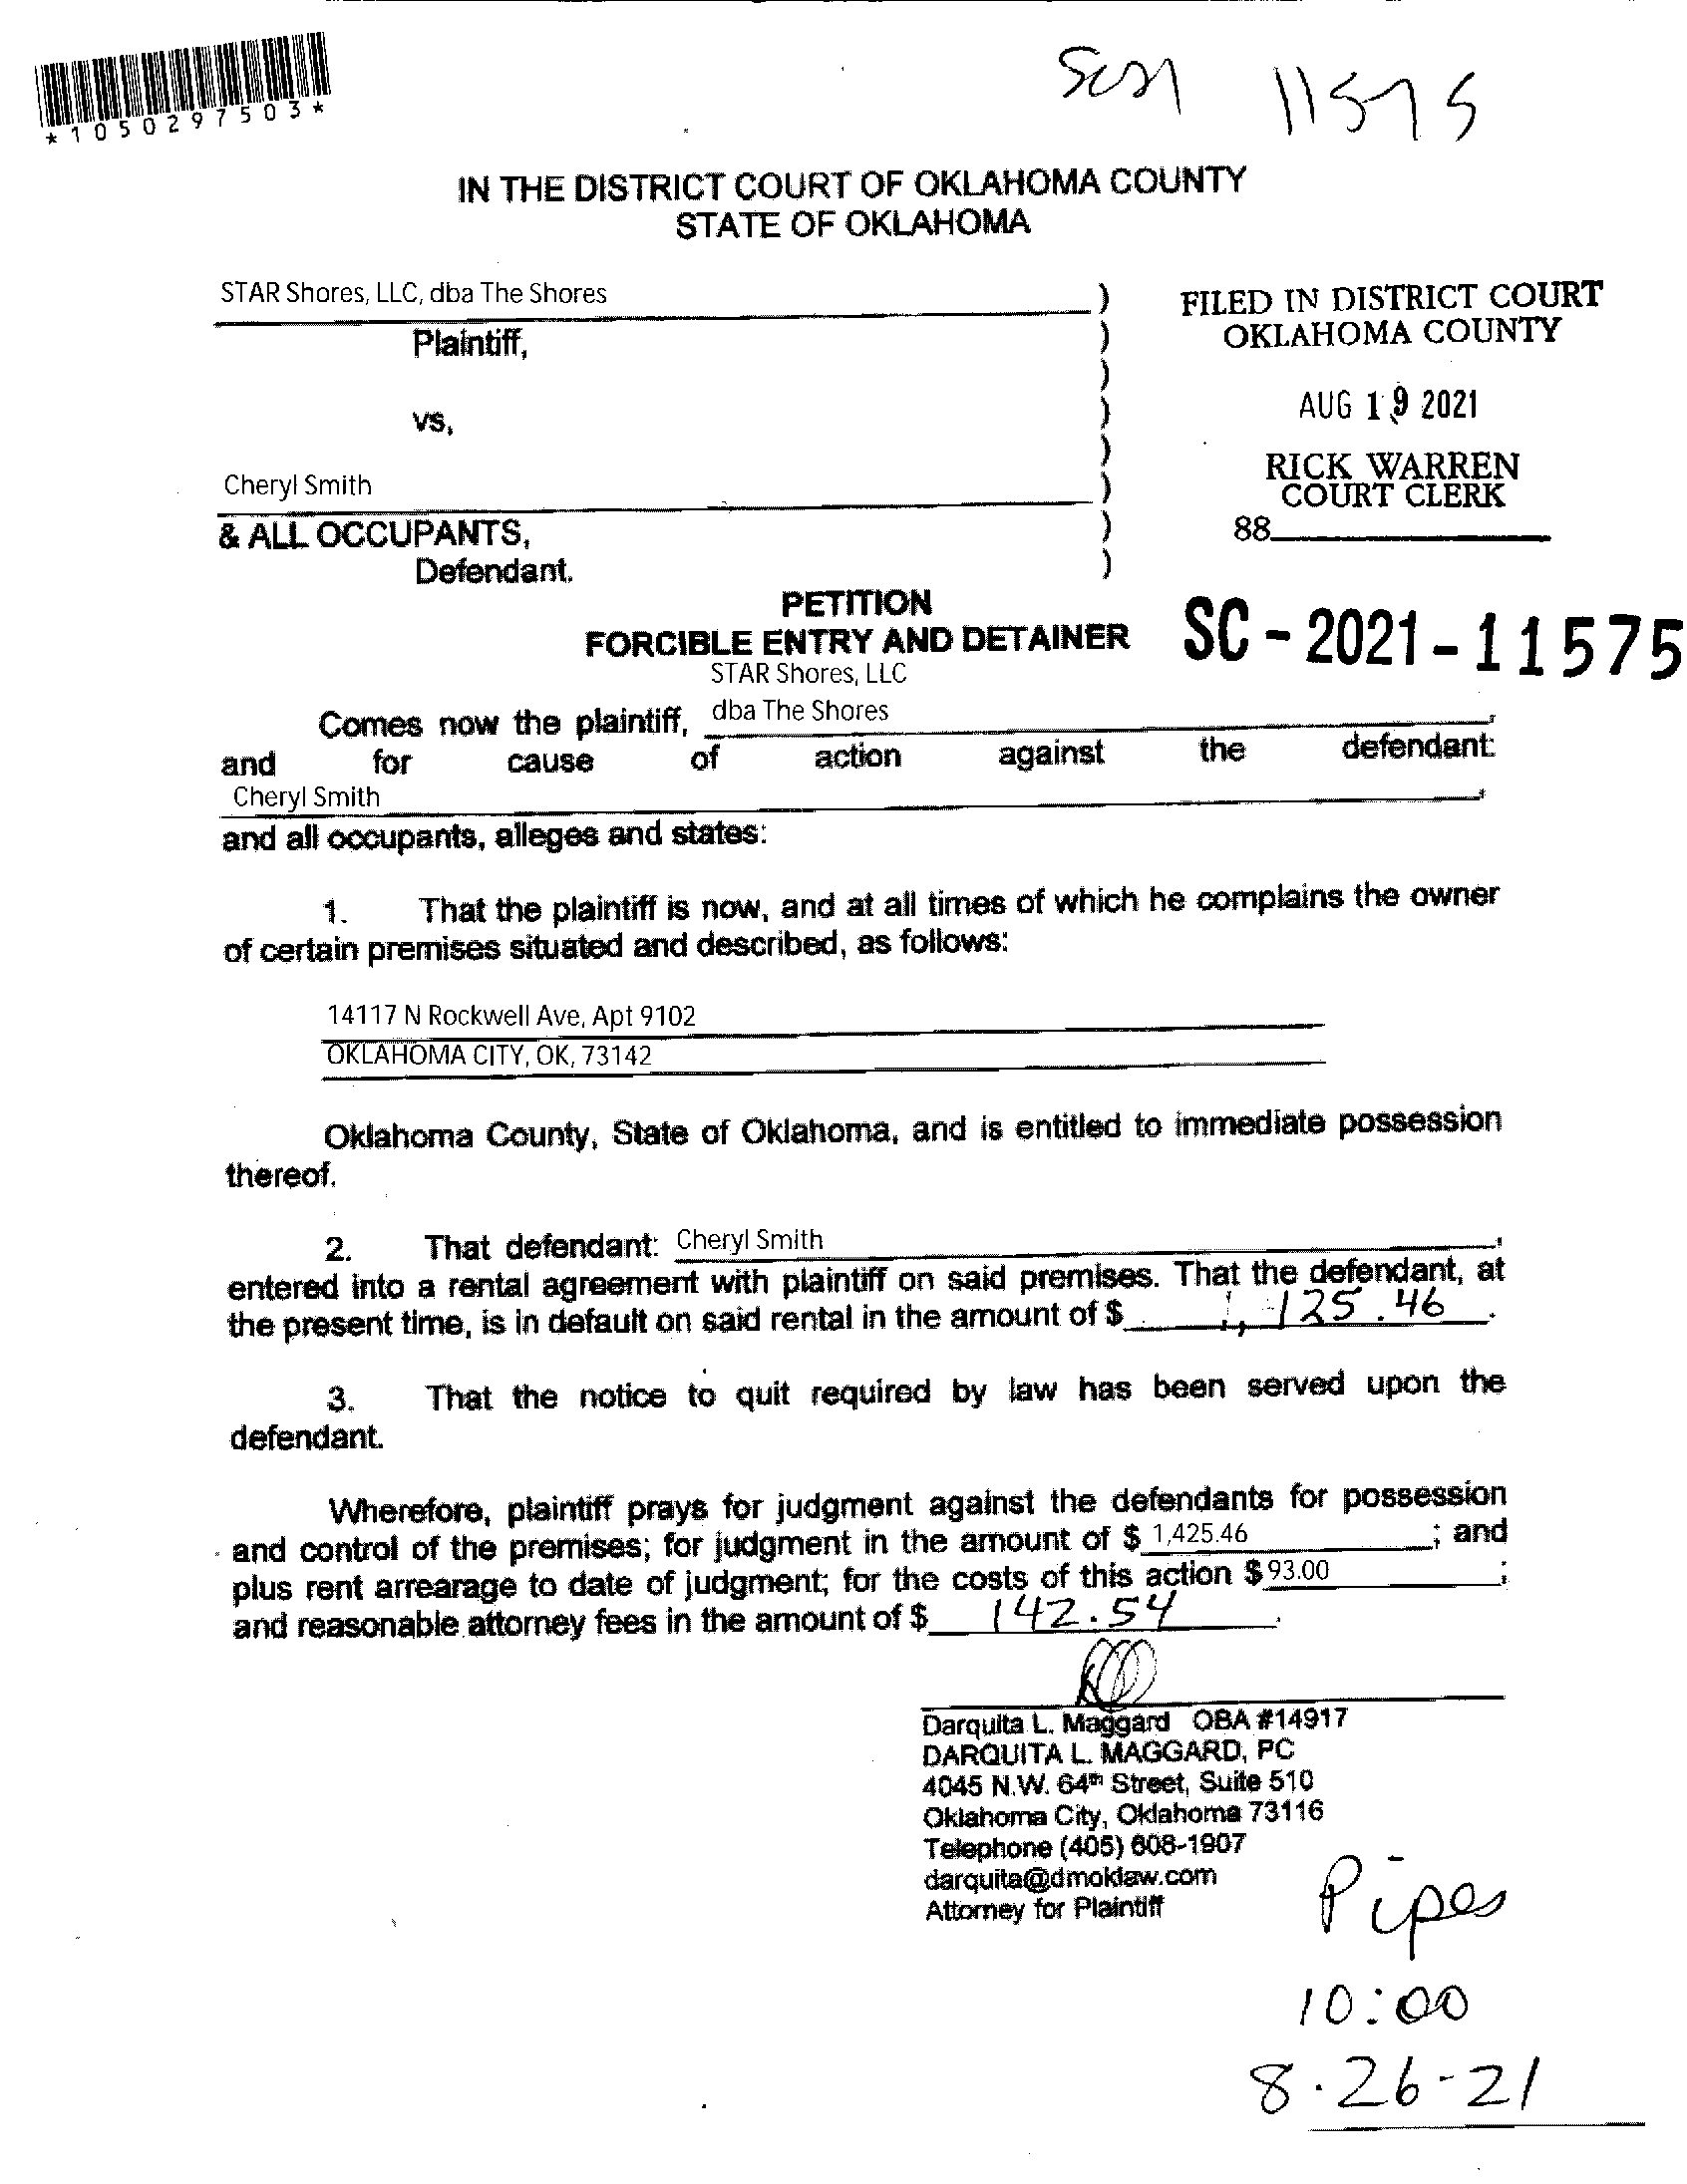 SC21 11575
*1050297503*
IN THE DISTRICT COURT OF OKLAHOMA COUNTY
STATE OF OKLAHOMA
STAR Shores, LLC, dba The Shores )
Plaintiff, )
)
vs, )
)
Cheryl Smith )
& ALL OCCUPANTS, )
Defendant. )
FILED IN DISTRICT COURT
OKLAHOMA COUNTY
AUG 19 2021
RICK WARREN
COURT CLERK
88
PETITION
FORCIBLE ENTRY AND DETAINER
SC-2021-11575
STAR Shores, LLC
Comes now the plaintiff, dba The Shores,
and for cause of action against the defendant:
Cheryl Smith,
and all occupants, alleges and states:
1. That the plaintiff is now, and at all times of which he complains the owner
of certain premises situated and described, as follows:
14117 N Rockwell Ave, Apt 9102
OKLAHOMA CITY, OK, 73142
Oklahoma County, State of Oklahoma, and is entitled to immediate possession
thereof.
2. That defendant: Cheryl Smith,
entered into a rental agreement with plaintiff on said premises. That the defendant, at
the present time, is in default on said rental in the amount of $ 1,125.46.
3. That the notice to quit required by law has been served upon the
defendant.
Wherefore, plaintiff prays for judgment against the defendants for possession
and control of the premises; for judgment in the amount of $ 1,425.46; and
plus rent arrearage to date of judgment; for the costs of this action $93.00;
and reasonable attorney fees in the amount of $ 142.54.
Darquita L. Maggard OBA #14917
DARQUITA L. MAGGARD, PC
4045 N.W. 64th Street, Suite 510
Oklahoma City, Oklahoma 73116
Telephone (405) 608-1907
darquita@dmoklaw.com
Attorney for Plaintiff
Pipes
10:00
8-26-21